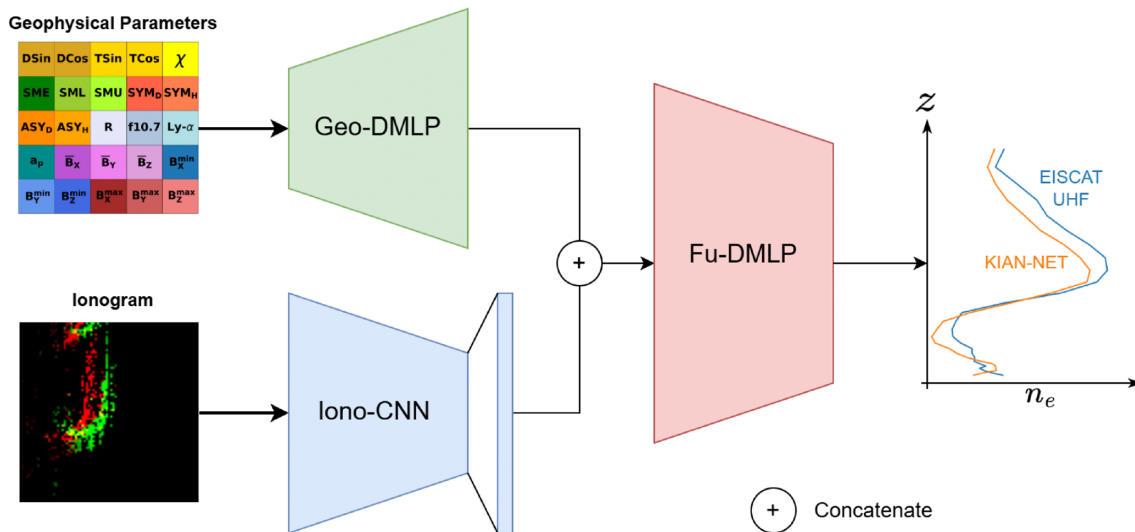 Geophysical Parameters
DSin DCos TSin TCos χ
SME SML SMU SYM_D SYM_H
ASY_D ASY_H R f10.7 Ly-α
a_p B̅_X B̅_Y B̅_Z B_X^min
B_Y^min B_Z^min B_X^max B_Y^max B_Z^max
Geo-DMLP
Ionogram
Iono-CNN
+
Fu-DMLP
z
EISCAT
UHF
KIAN-NET
n_e
+ Concatenate